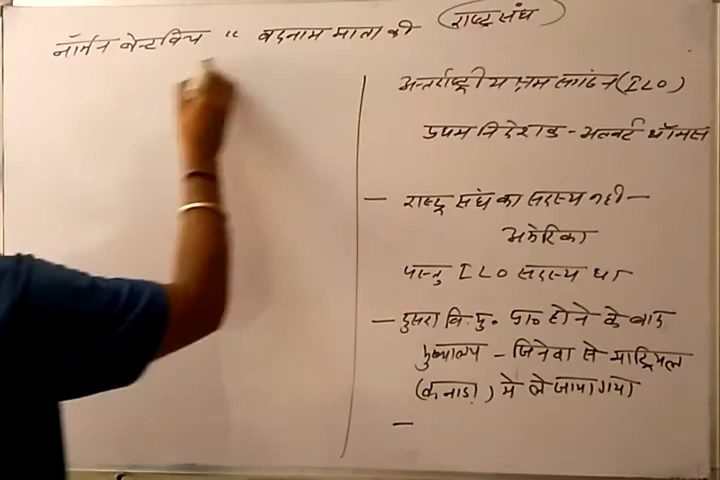 राष्ट्र संघ
नॉर्मन बेन्टविच " बदनाम माता की
अन्तर्राष्ट्रीय श्रम संगठन (ILO)
प्रथम निदेशक - अल्बर्ट थॉमस
- राष्ट्र संघ का सदस्य नही -
अमेरिका
परन्तु ILO सदस्य था
- दुसरा वि. यु. प्रा० होने के बाद
मुख्यालय - जिनेवा से माट्रियल
(कनाडा) मे ले जाया गया
-